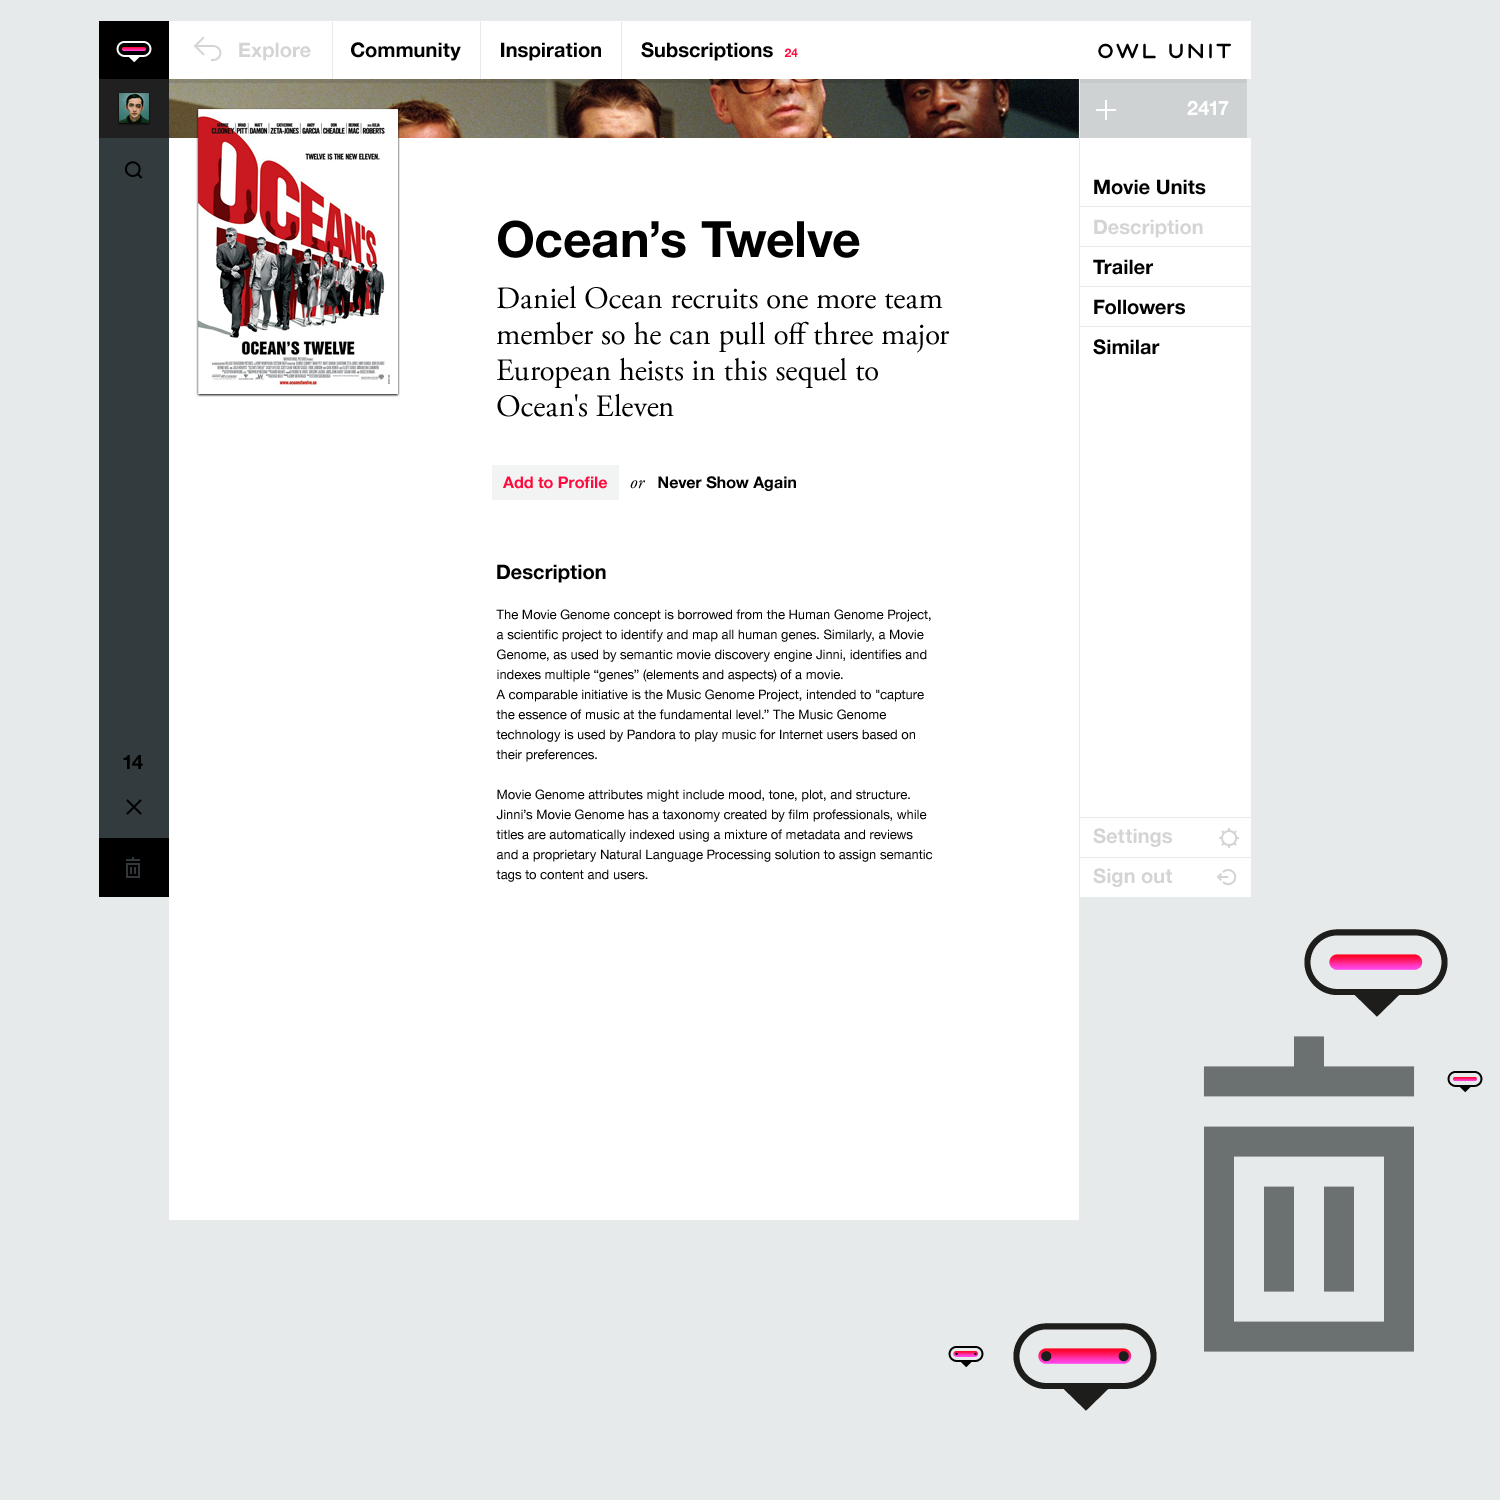 Explore
Community
Inspiration
Subscriptions 24
OWL UNIT
2417
CLOONEY PITT DAMON ZETA-JONES GARCIA CHEADLE MAC ROBERTS
TWELVE IS THE NEW ELEVEN.
OCEAN'S
OCEAN'S TWELVE
www.oceanstwelve.se
Ocean’s Twelve
Daniel Ocean recruits one more team
member so he can pull off three major
European heists in this sequel to
Ocean's Eleven
Add to Profile or Never Show Again
Description
The Movie Genome concept is borrowed from the Human Genome Project,
a scientific project to identify and map all human genes. Similarly, a Movie
Genome, as used by semantic movie discovery engine Jinni, identifies and
indexes multiple “genes” (elements and aspects) of a movie.
A comparable initiative is the Music Genome Project, intended to "capture
the essence of music at the fundamental level.” The Music Genome
technology is used by Pandora to play music for Internet users based on
their preferences.
Movie Genome attributes might include mood, tone, plot, and structure.
Jinni’s Movie Genome has a taxonomy created by film professionals, while
titles are automatically indexed using a mixture of metadata and reviews
and a proprietary Natural Language Processing solution to assign semantic
tags to content and users.
Movie Units
Description
Trailer
Followers
Similar
14
Settings
Sign out